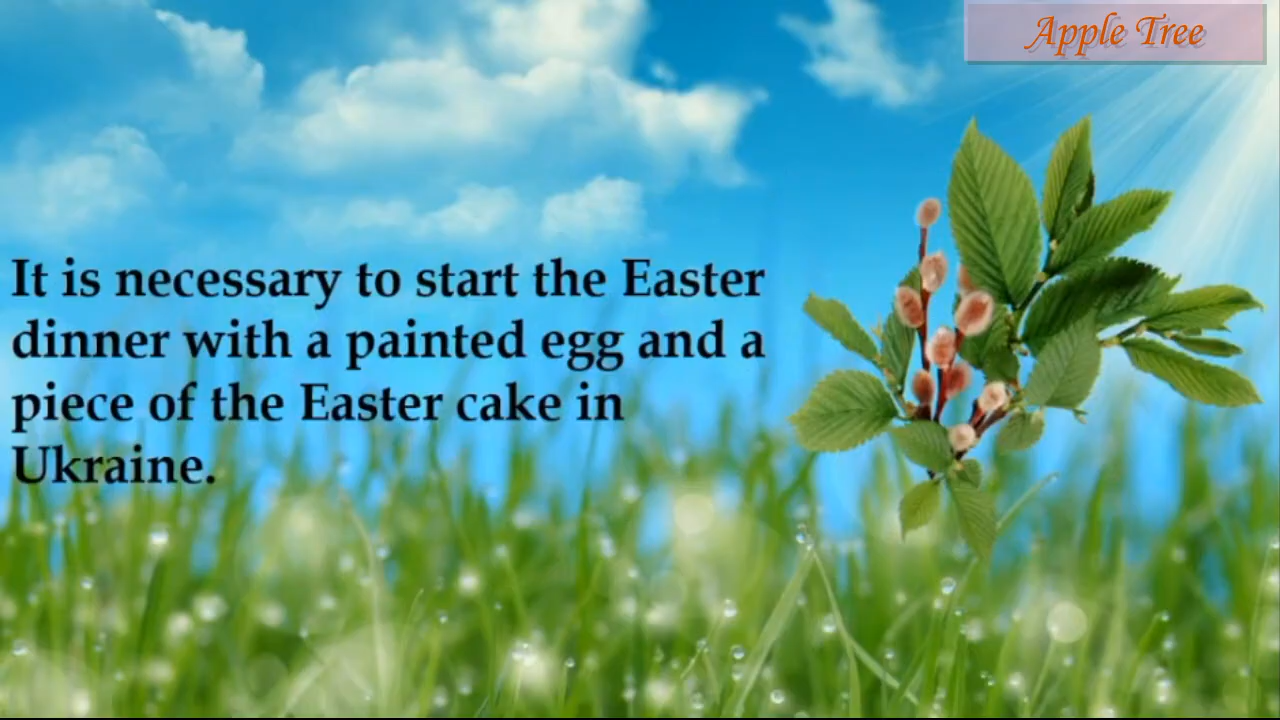 Apple Tree
It is necessary to start the Easter
dinner with a painted egg and a
piece of the Easter cake in
Ukraine.